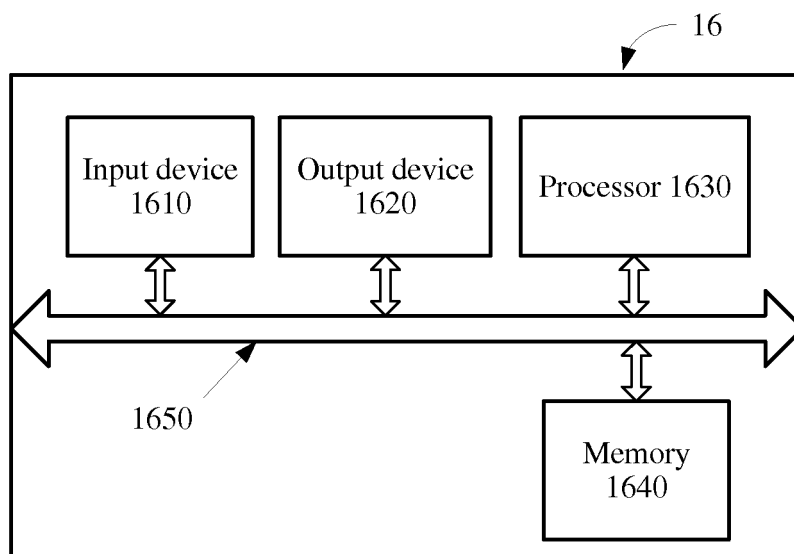 16
Input device
1610
Output device
1620
Processor 1630
1650
Memory
1640